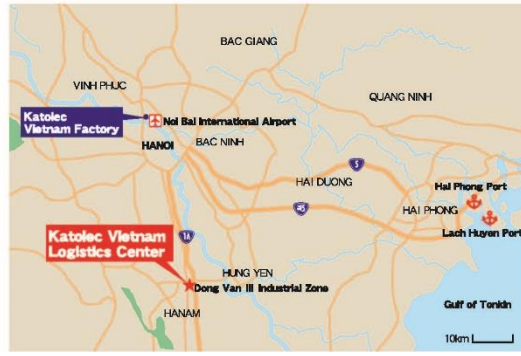 BAC GIANG
VINH PHUC
QUANG NINH
Katolec
Vietnam Factory
Noi Bai International Airport
HANOI
BAC NINH
5
HAI DUONG
Hai Phong Port
HAI PHONG
Lach Huyen Port
Katolec Vietnam
Logistics Center
1A
HUNG YEN
Dong Van III Industrial Zone
HANAM
Gulf of Tonkin
10km